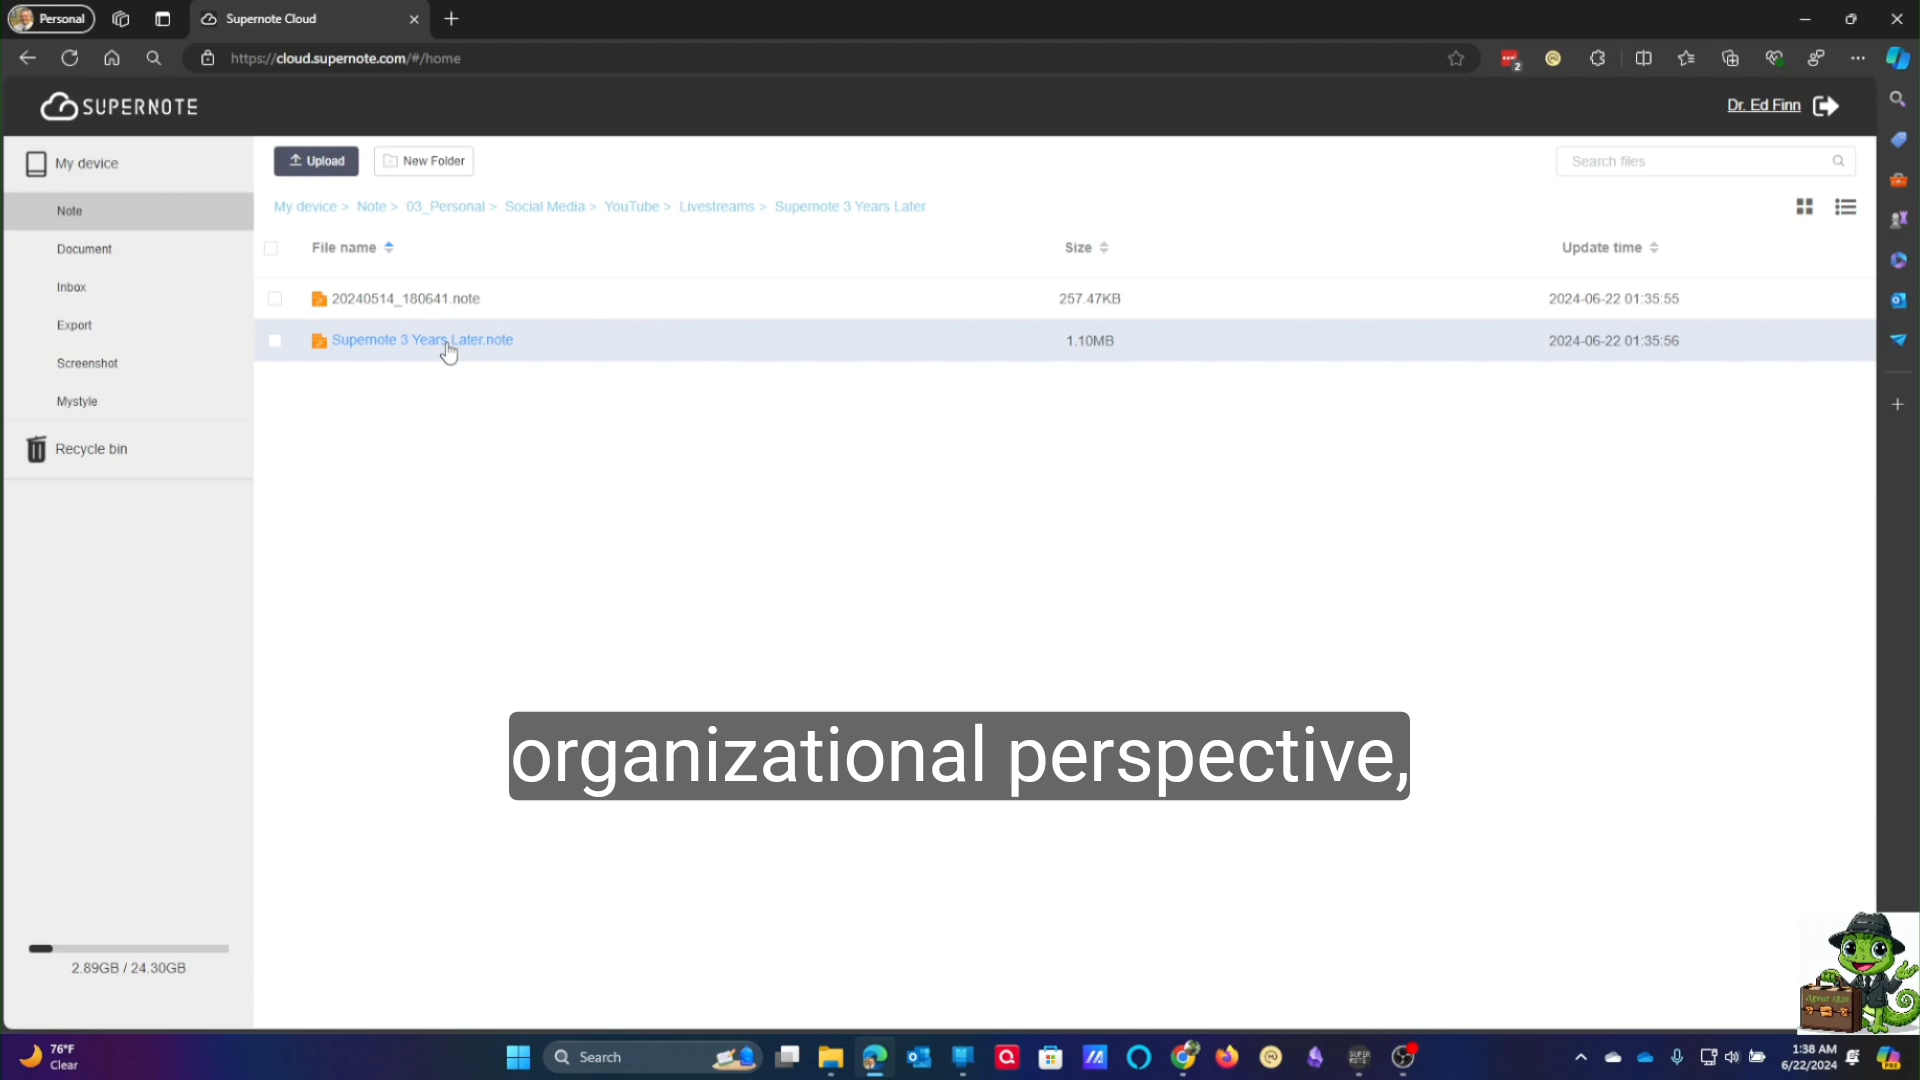 Personal
Supernote Cloud
https://cloud.supernote.com/#/home
2
SUPERNOTE
Dr. Ed Finn
My device
Note
Document
Inbox
Export
Screenshot
Mystyle
Recycle bin
2.89GB / 24.30GB
Upload
New Folder
Search files
My device > Note > 03_Personal > Social Media > YouTube > Livestreams > Supernote 3 Years Later
File name
Size
Update time
20240514_180641.note
257.47KB
2024-06-22 01:35:55
Supernote 3 Years Later.note
1.10MB
2024-06-22 01:35:56
organizational perspective,
76°F
Clear
Search
SUPER
NOTE
1:38 AM
6/22/2024
PRE